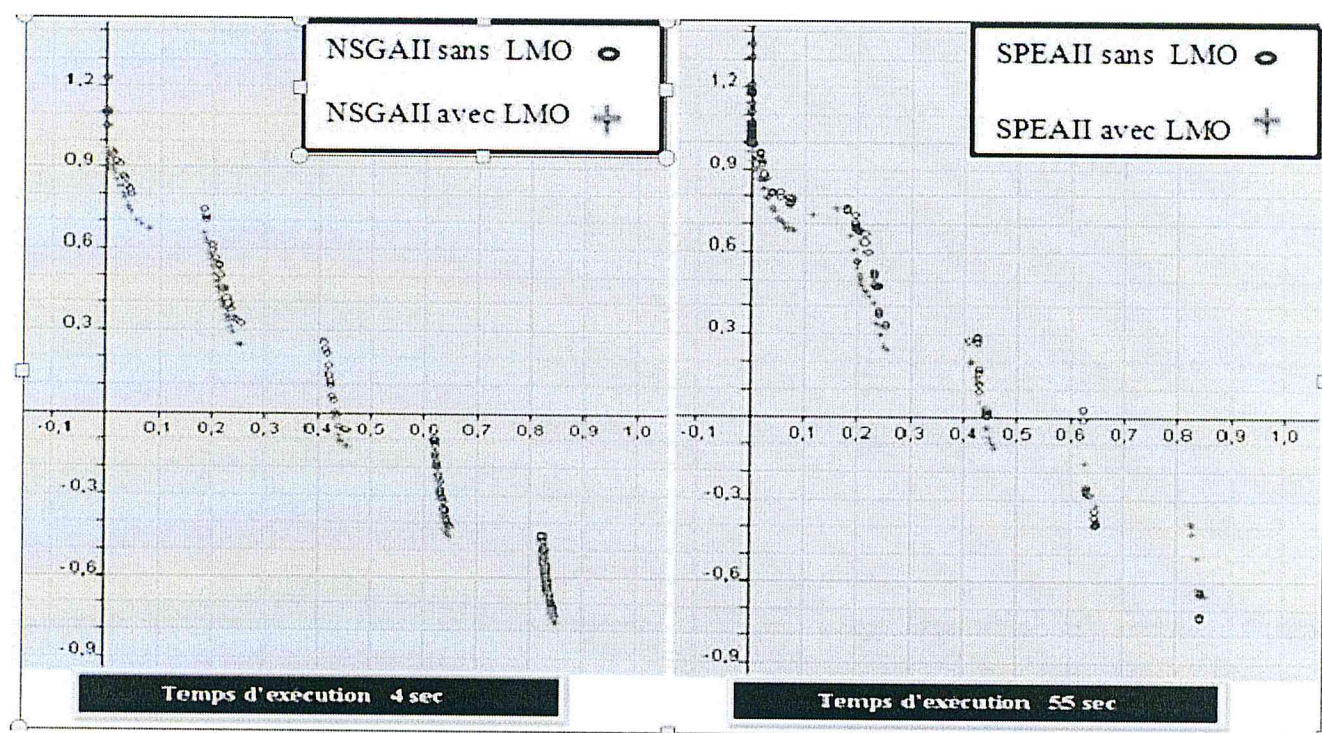 NSGAII sans LMO
NSGAII avec LMO
1,2
0,9
0,6
0,3
-0,1 0,1 0,2 0,3 0,4 0,5 0,6 0,7 0,8 0,9 1,0
-0,3
-0,6
-0,9
Temps d'exécution 4 sec
SPEAII sans LMO
SPEAII avec LMO
1,2
0,9
0,6
0,3
-0,1 0,1 0,2 0,3 0,4 0,5 0,6 0,7 0,8 0,9 1,0
-0,3
-0,6
-0,9
Temps d'exécution 55 sec